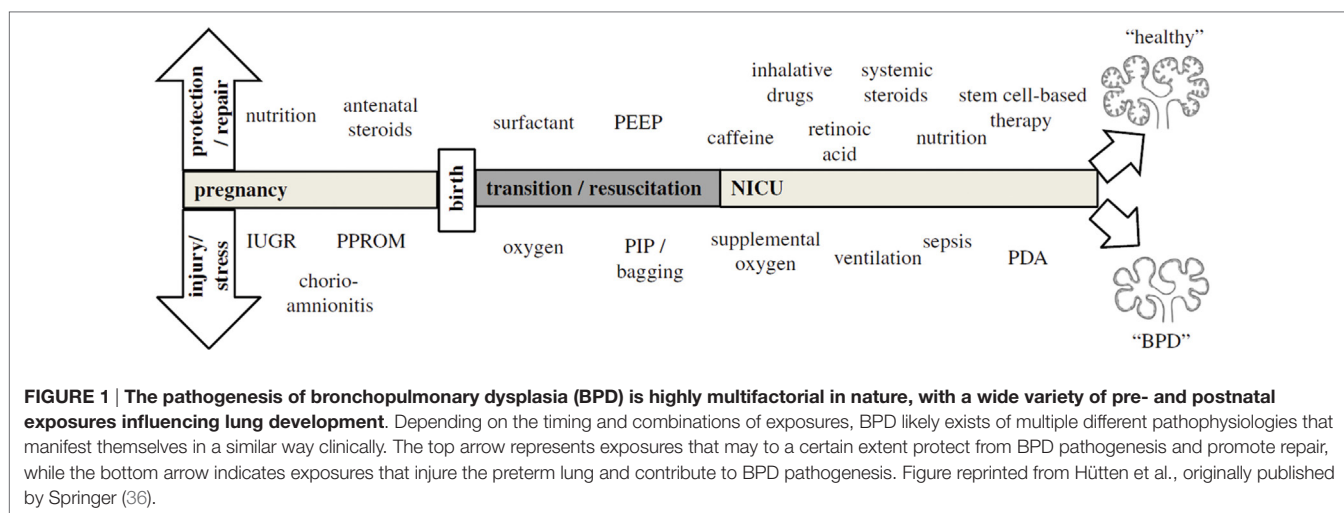 "healthy"
inhalative
drugs
systemic
steroids
stem cell-based
therapy
protection
/ repair
nutrition
antenatal
steroids
surfactant
PEEP
caffeine
retinoic
acid
nutrition
pregnancy
birth
transition / resuscitation
NICU
injury/
stress
IUGR
PPROM
chorio-
amnionitis
oxygen
PIP /
bagging
supplemental
oxygen
ventilation
sepsis
PDA
"BPD"
FIGURE 1 | The pathogenesis of bronchopulmonary dysplasia (BPD) is highly multifactorial in nature, with a wide variety of pre- and postnatal
exposures influencing lung development. Depending on the timing and combinations of exposures, BPD likely exists of multiple different pathophysiologies that
manifest themselves in a similar way clinically. The top arrow represents exposures that may to a certain extent protect from BPD pathogenesis and promote repair,
while the bottom arrow indicates exposures that injure the preterm lung and contribute to BPD pathogenesis. Figure reprinted from Hütten et al., originally published
by Springer (36).